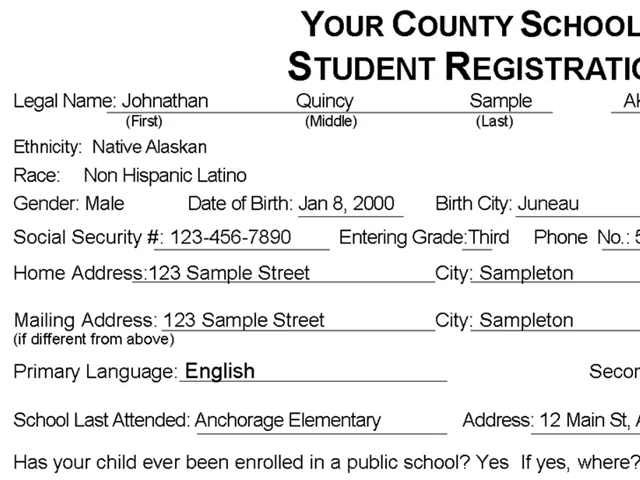 YOUR COUNTY SCHOOL
STUDENT REGISTRATIO
Legal Name: Johnathan Quincy Sample AK
(First) (Middle) (Last)
Ethnicity: Native Alaskan
Race: Non Hispanic Latino
Gender: Male Date of Birth: Jan 8, 2000 Birth City: Juneau
Social Security #: 123-456-7890 Entering Grade:Third Phone No.: 5
Home Address:123 Sample Street City: Sampleton
Mailing Address: 123 Sample Street City: Sampleton
(if different from above)
Primary Language: English Secon
School Last Attended: Anchorage Elementary Address: 12 Main St, A
Has your child ever been enrolled in a public school? Yes If yes, where?